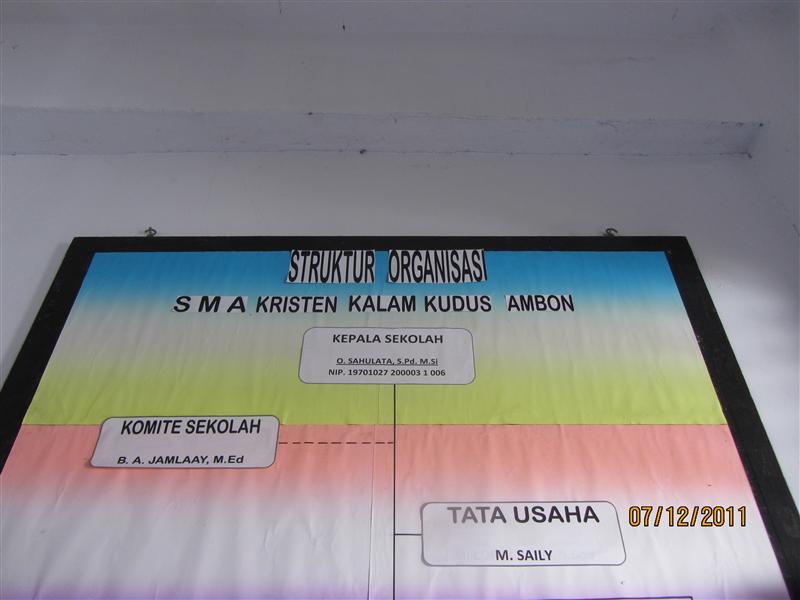 STRUKTUR ORGANISASI
SMA KRISTEN KALAM KUDUS AMBON
KEPALA SEKOLAH
O. SAHULATA, S.Pd. M.Si
NIP. 19701027 200003 1 006
KOMITE SEKOLAH
B. A. JAMLAAY, M.Ed
TATA USAHA
M. SAILY
07/12/2011